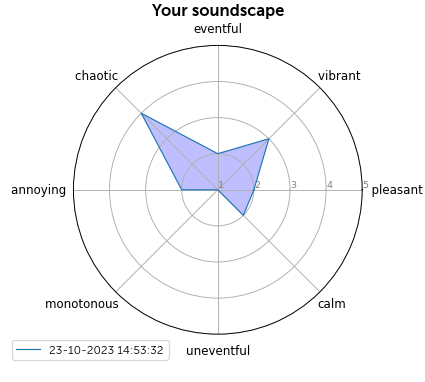 Your soundscape
eventful
chaotic
vibrant
annoying
1
2
3
4
5
pleasant
monotonous
calm
23-10-2023 14:53:32
uneventful